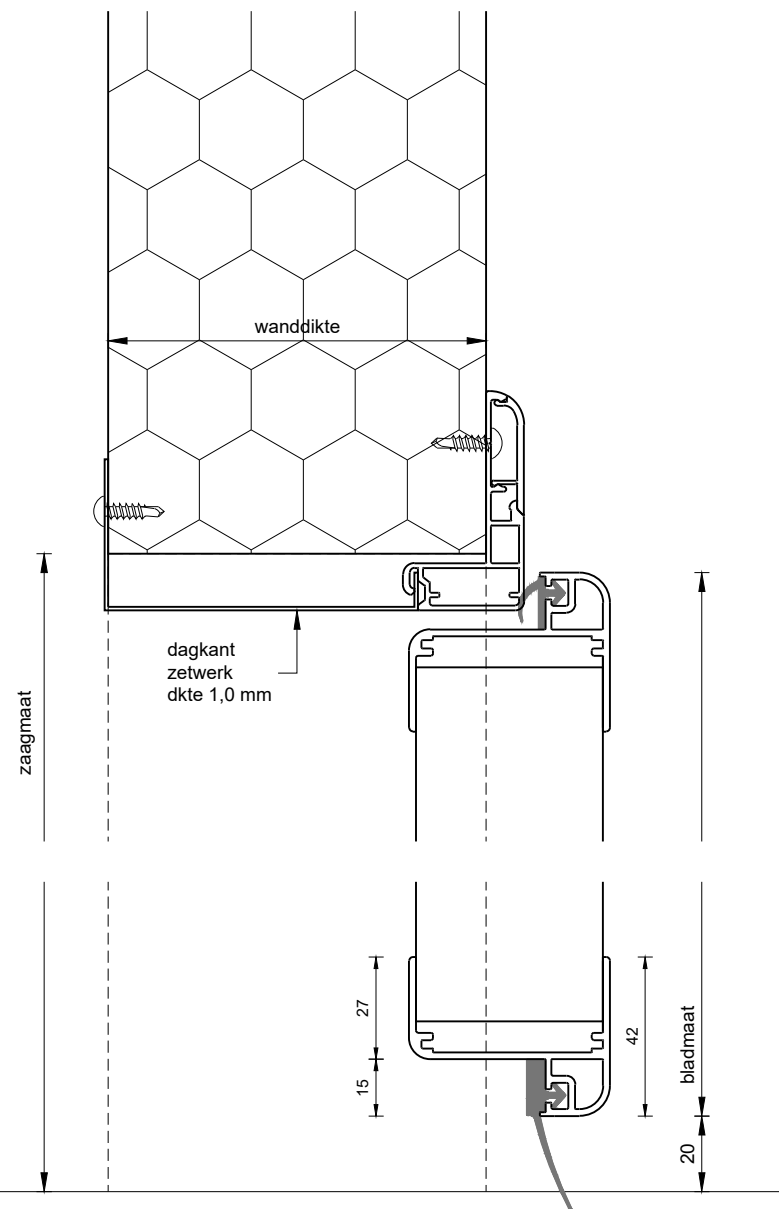 wanddikte
dagkant
zetwerk
dkte 1,0 mm
zaagmaat
27
15
42
bladmaat
20